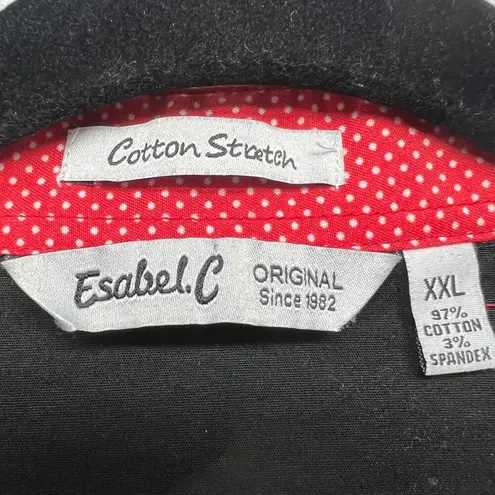 Cotton Stretch
Esabel.C
ORIGINAL
Since 1982
XXL
97%
COTTON
3%
SPANDEX